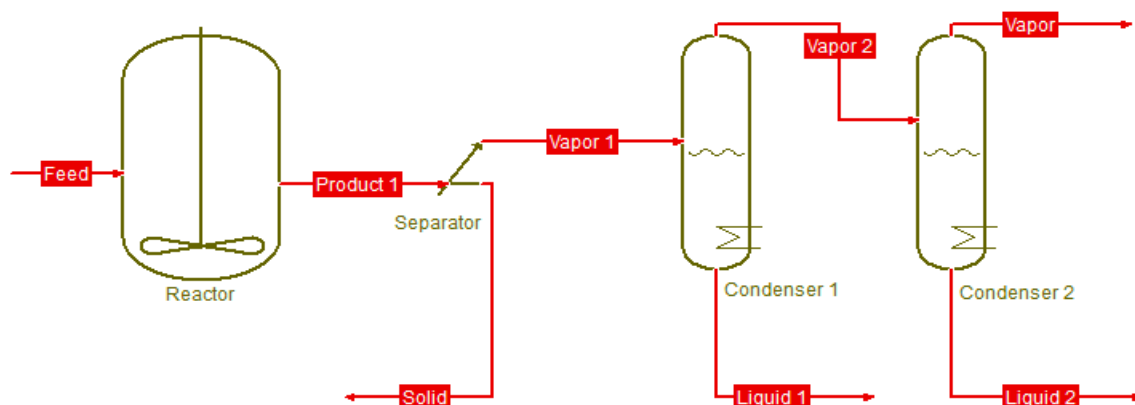 Vapor
Vapor 2
Vapor 1
Feed
Product 1
Separator
Reactor
Condenser 1
Condenser 2
Solid
Liquid 1
Liquid 2